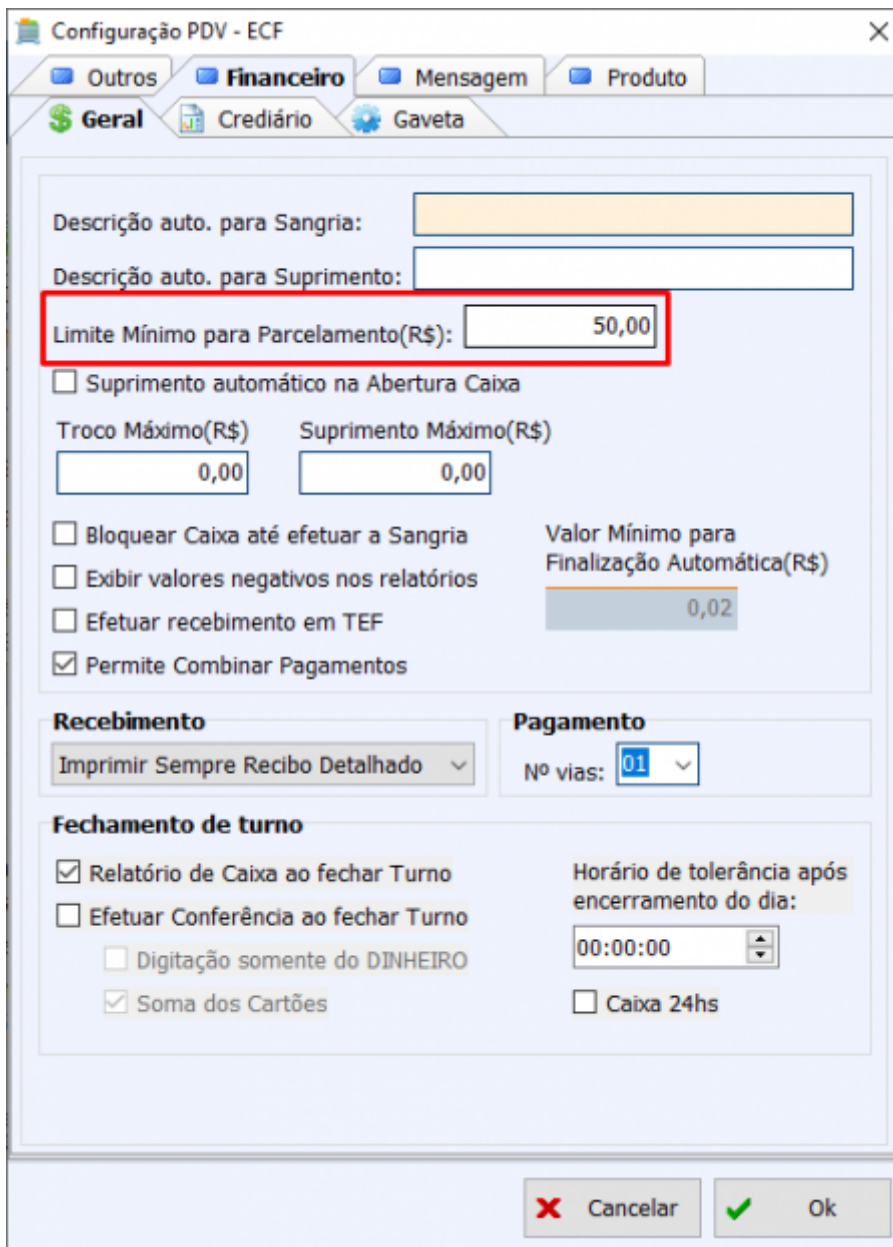 Configuração PDV - ECF
Outros Financeiro Mensagem Produto
Geral Crediário Gaveta
Descrição auto. para Sangria:
Descrição auto. para Suprimento:
Limite Mínimo para Parcelamento(R$): 50,00
Suprimento automático na Abertura Caixa
Troco Máximo(R$) Suprimento Máximo(R$)
0,00 0,00
Bloquear Caixa até efetuar a Sangria
Exibir valores negativos nos relatórios
Efetuar recebimento em TEF
Permite Combinar Pagamentos
Valor Mínimo para
Finalização Automática(R$)
0,02
Recebimento
Imprimir Sempre Recibo Detalhado
Pagamento
Nº vias: 01
Fechamento de turno
Relatório de Caixa ao fechar Turno
Efetuar Conferência ao fechar Turno
Digitação somente do DINHEIRO
Soma dos Cartões
Horário de tolerância após
encerramento do dia:
00:00:00
Caixa 24hs
Cancelar Ok